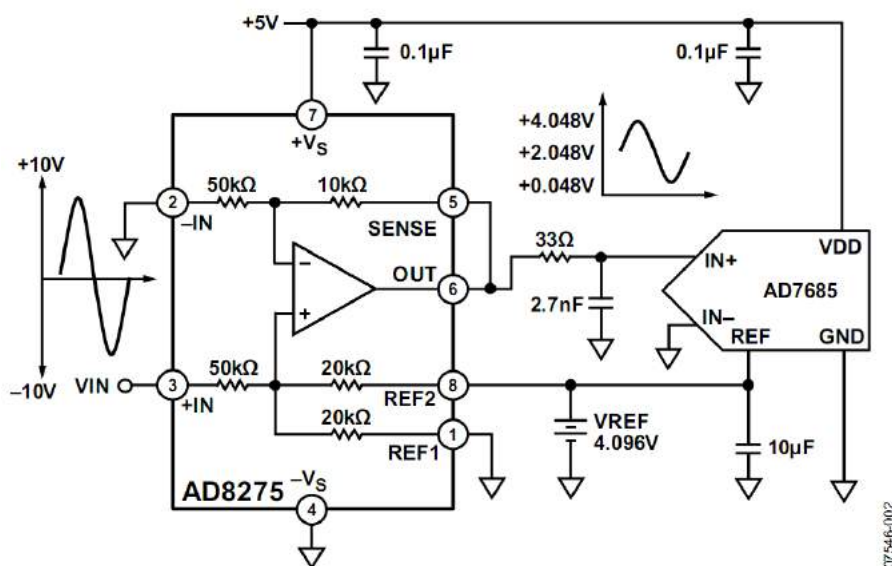 +5V
0.1µF
0.1µF
7
+VS
+4.048V
+2.048V
+0.048V
+10V
50kΩ
10kΩ
2
–IN
5
SENSE
33Ω
IN+
VDD
–
OUT
6
+
2.7nF
IN–
AD7685
REF
GND
–10V
VIN
3
+IN
50kΩ
20kΩ
8
REF2
20kΩ
1
REF1
VREF
4.096V
10µF
AD8275
–VS
4
07546-002